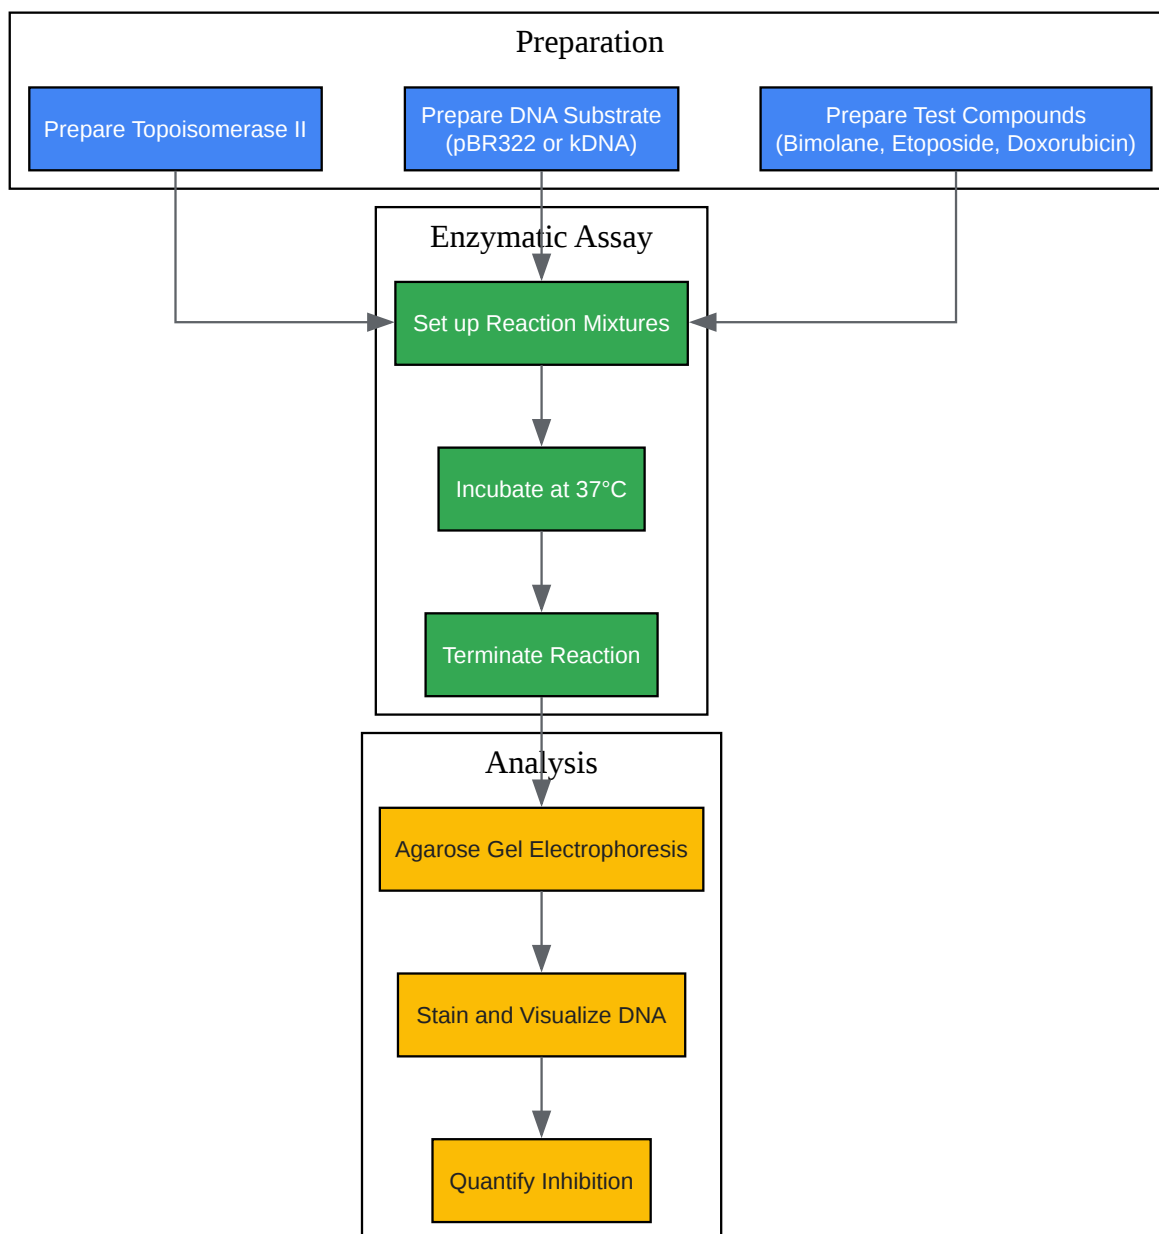 Preparation
Prepare Topoisomerase II
Prepare DNA Substrate
(pBR322 or kDNA)
Prepare Test Compounds
(Bimolane, Etoposide, Doxorubicin)
Enzymatic Assay
Set up Reaction Mixtures
Incubate at 37°C
Terminate Reaction
Analysis
Agarose Gel Electrophoresis
Stain and Visualize DNA
Quantify Inhibition